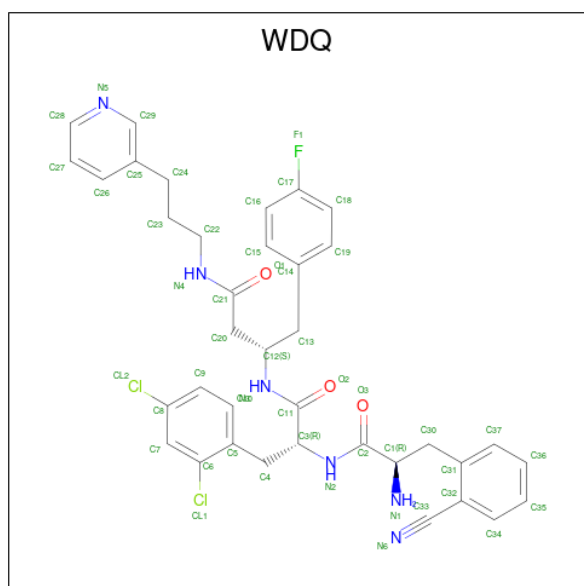 WDQ
N5
C28 N C29
F1
C27 C25 C24 F
C26 C17
C16 C18
C23 C22
C15 C19
HN O C14
N4 C21
C20 C13
CL2 C12(S)
Cl C9 HN O O2 O3
C8 C11 O C30 C37
C7 C5 C3(R) C2 C1(R) C31 C36
C6 C4 N C32
Cl H NH2 C33 C35
CL1 N2 N1
N C34
N6